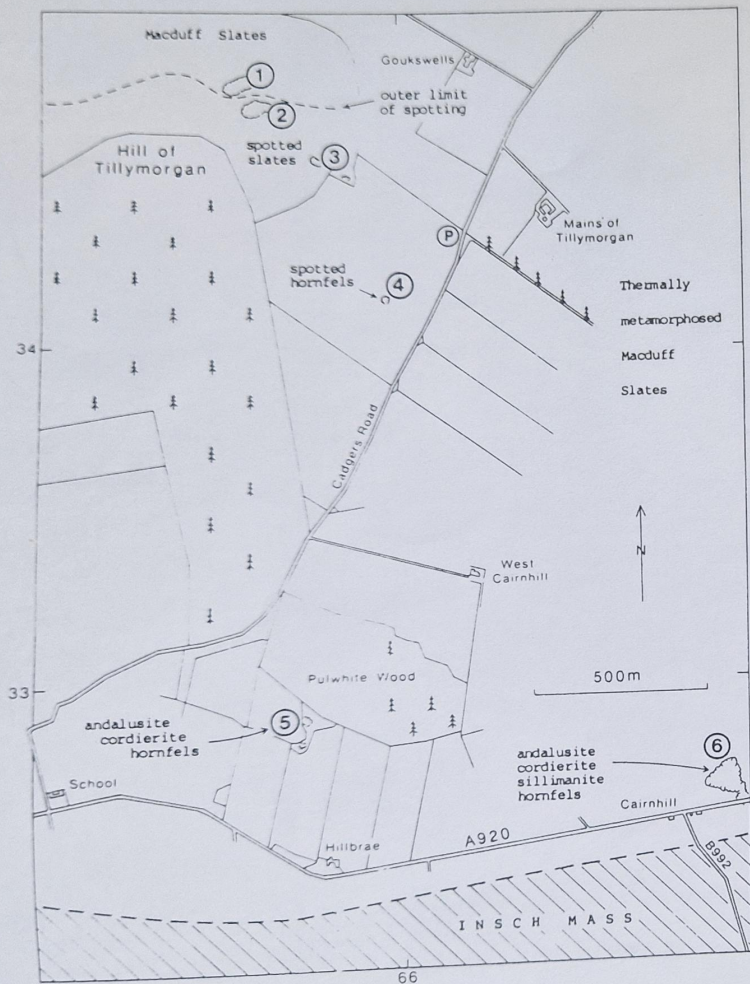 Macduff Slates
1
Goukswells
outer limit
of spotting
2
spotted
slates
3
Hill of
Tillymorgan
P
Mains of
Tillymorgan
spotted
hornfels
4
Thermally
metamorphosed
Macduff
Slates
34
Cadgers Road
N
West
Cairnhill
500m
Pulwhite Wood
33
andalusite
cordierite
hornfels
5
6
andalusite
cordierite
sillimanite
hornfels
School
Cairnhill
A920
Hillbrae
B992
INSCH MASS
66